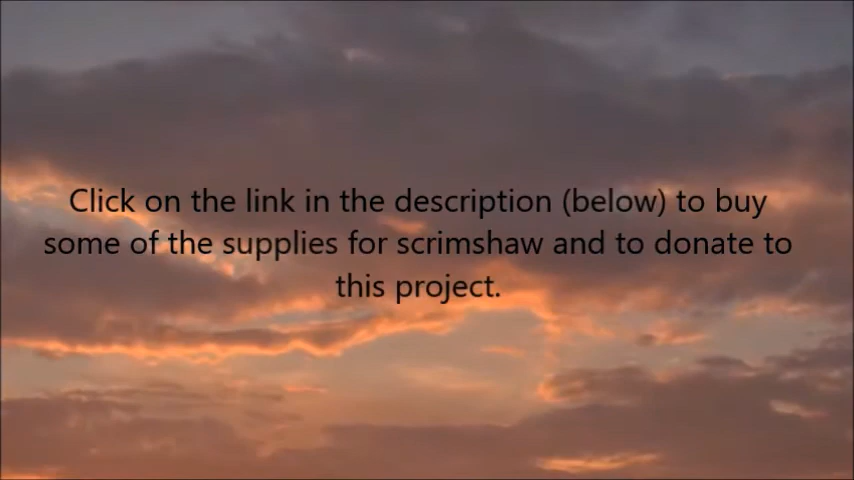 Click on the link in the description (below) to buy
some of the supplies for scrimshaw and to donate to
this project.